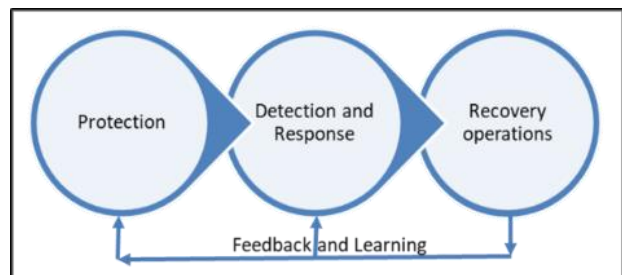 Protection
Detection and
Response
Recovery
operations
Feedback and Learning